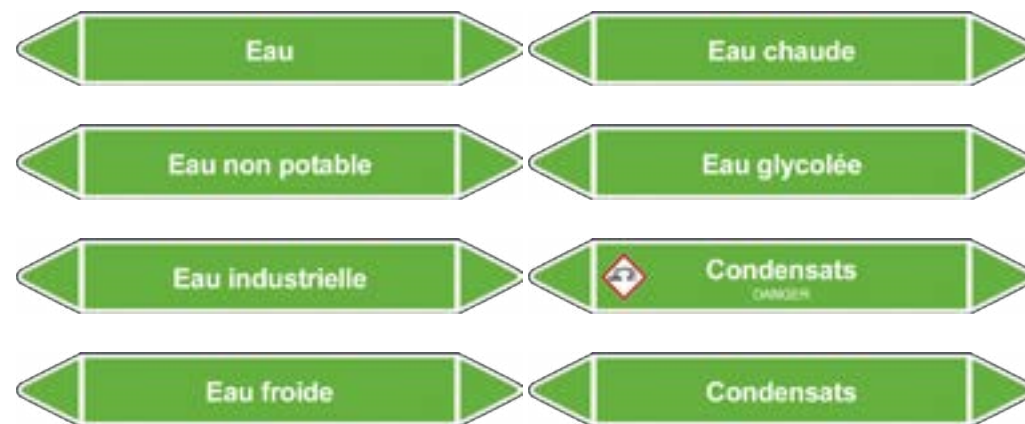 Eau
Eau chaude
Eau non potable
Eau glycolée
Eau industrielle
Condensats
DANGER
Eau froide
Condensats